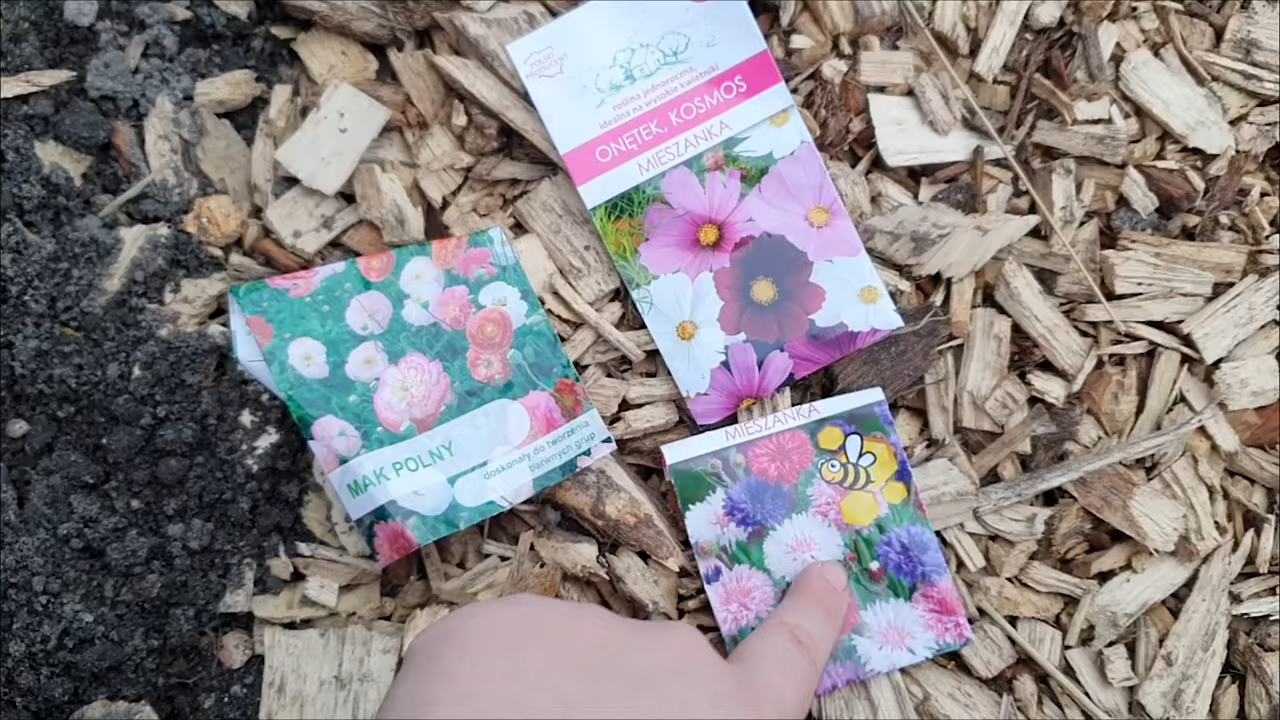 roślina jednoroczna,
idealna na wysokie kwietniki
ONĘTEK, KOSMOS
MIESZANKA
MAK POLNY
doskonały do tworzenia
barwnych grup
MIESZANKA